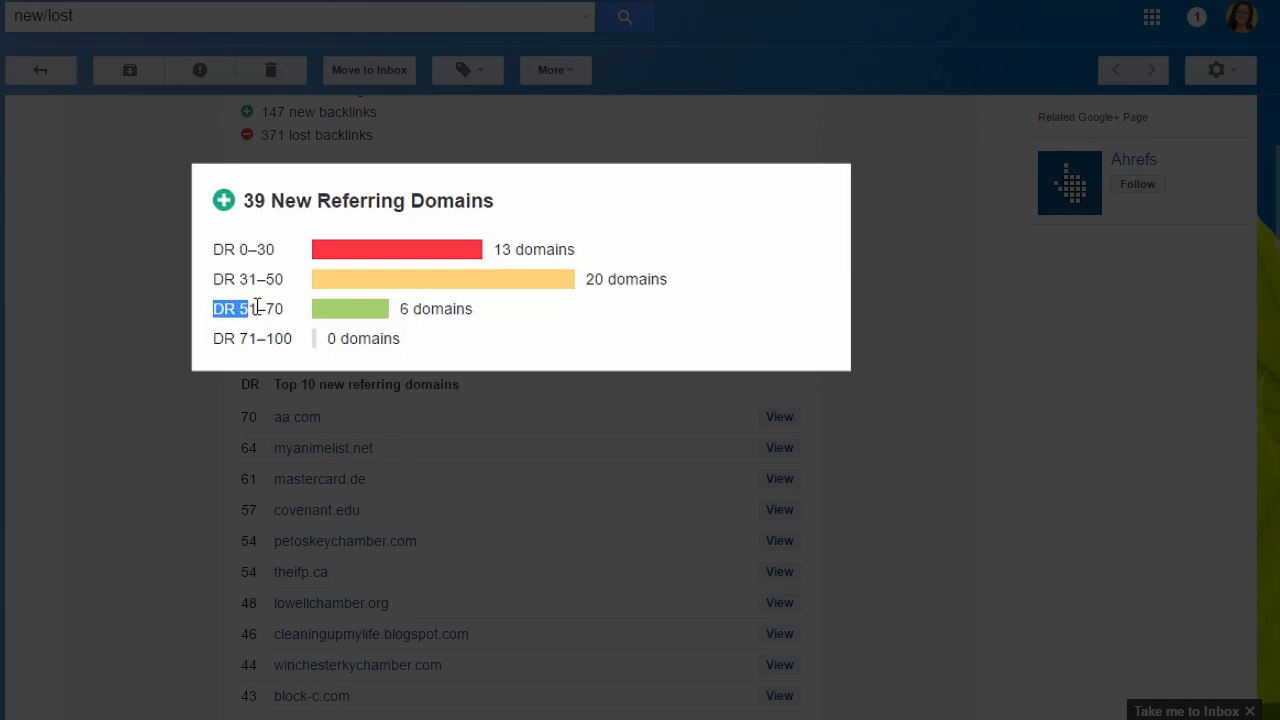 new/lost
1
Move to Inbox
More
147 new backlinks
371 lost backlinks
Related Google+ Page
Ahrefs
Follow
39 New Referring Domains
DR 0–30 13 domains
DR 31–50 20 domains
DR 51–70 6 domains
DR 71–100 0 domains
DR Top 10 new referring domains
70 aa.com View
64 myanimelist.net View
61 mastercard.de View
57 covenant.edu View
54 petoskeychamber.com View
54 theifp.ca View
48 lowellchamber.org View
46 cleaningupmylife.blogspot.com View
44 winchesterkychamber.com View
43 block-c.com View
Take me to Inbox ✕